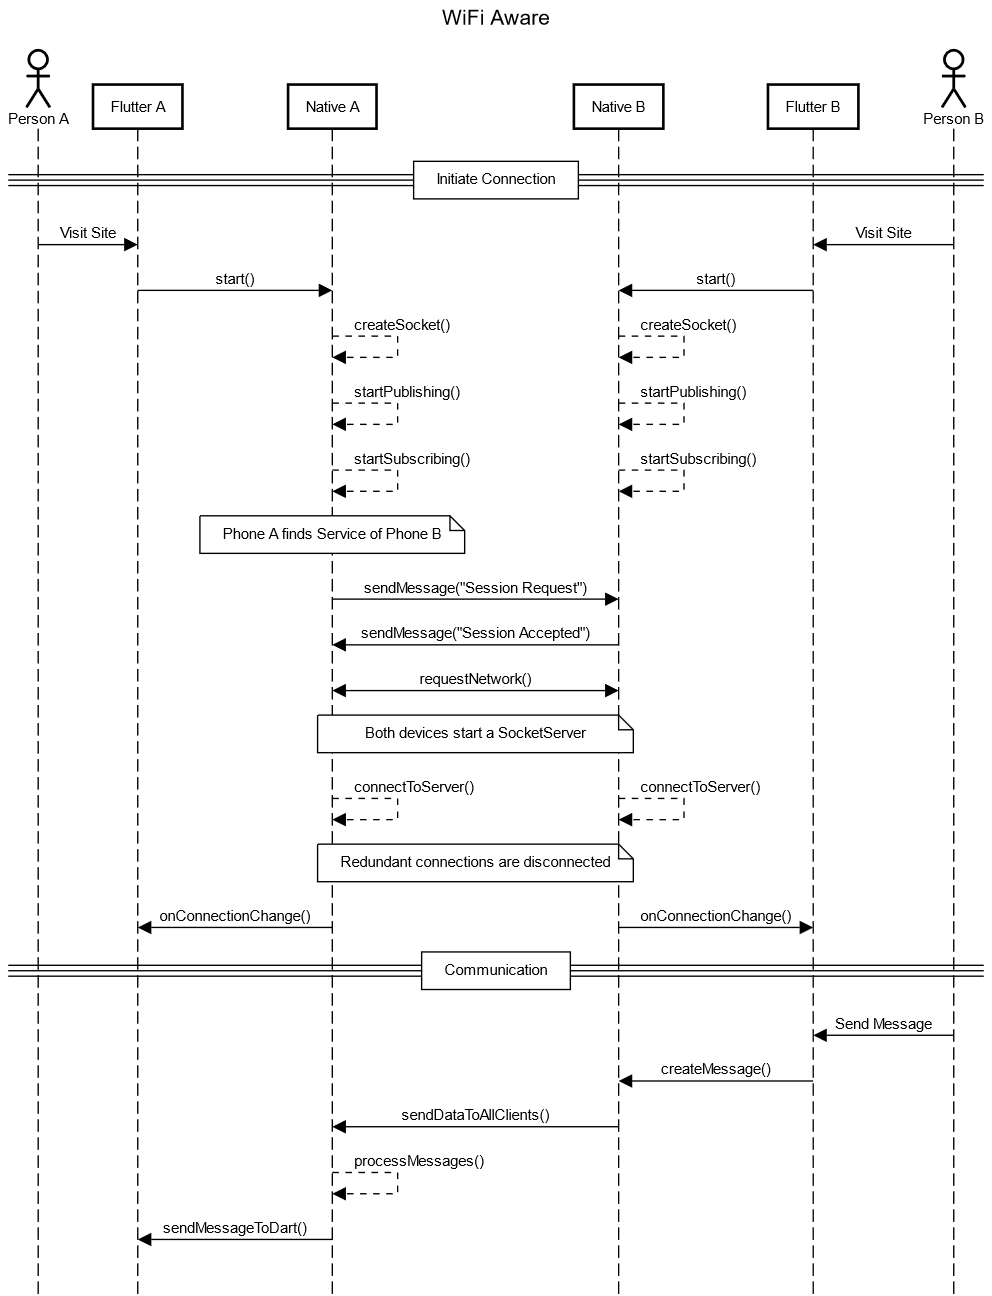 WiFi Aware
Person A
Flutter A
Native A
Native B
Flutter B
Person B
Initiate Connection
Visit Site
Visit Site
start()
start()
createSocket()
createSocket()
startPublishing()
startPublishing()
startSubscribing()
startSubscribing()
Phone A finds Service of Phone B
sendMessage("Session Request")
sendMessage("Session Accepted")
requestNetwork()
Both devices start a SocketServer
connectToServer()
connectToServer()
Redundant connections are disconnected
onConnectionChange()
onConnectionChange()
Communication
Send Message
createMessage()
sendDataToAllClients()
processMessages()
sendMessageToDart()